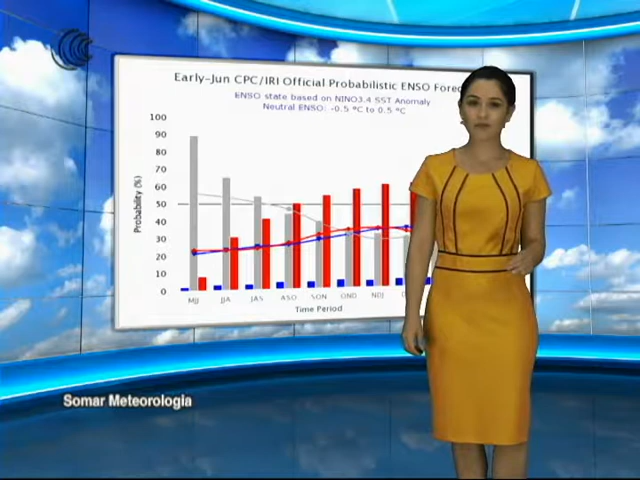 Early-Jun CPC/IRI Official Probabilistic ENSO
ENSO state based on NINO3.4 SST Anomaly
Neutral ENSO: -0.5 °C to 0.5 °C
100
90
80
70
60
50
40
30
20
10
0
Probability (%)
MJJ JJA JAS ASO SON OND NDJ
Time Period
Somar Meteorologia